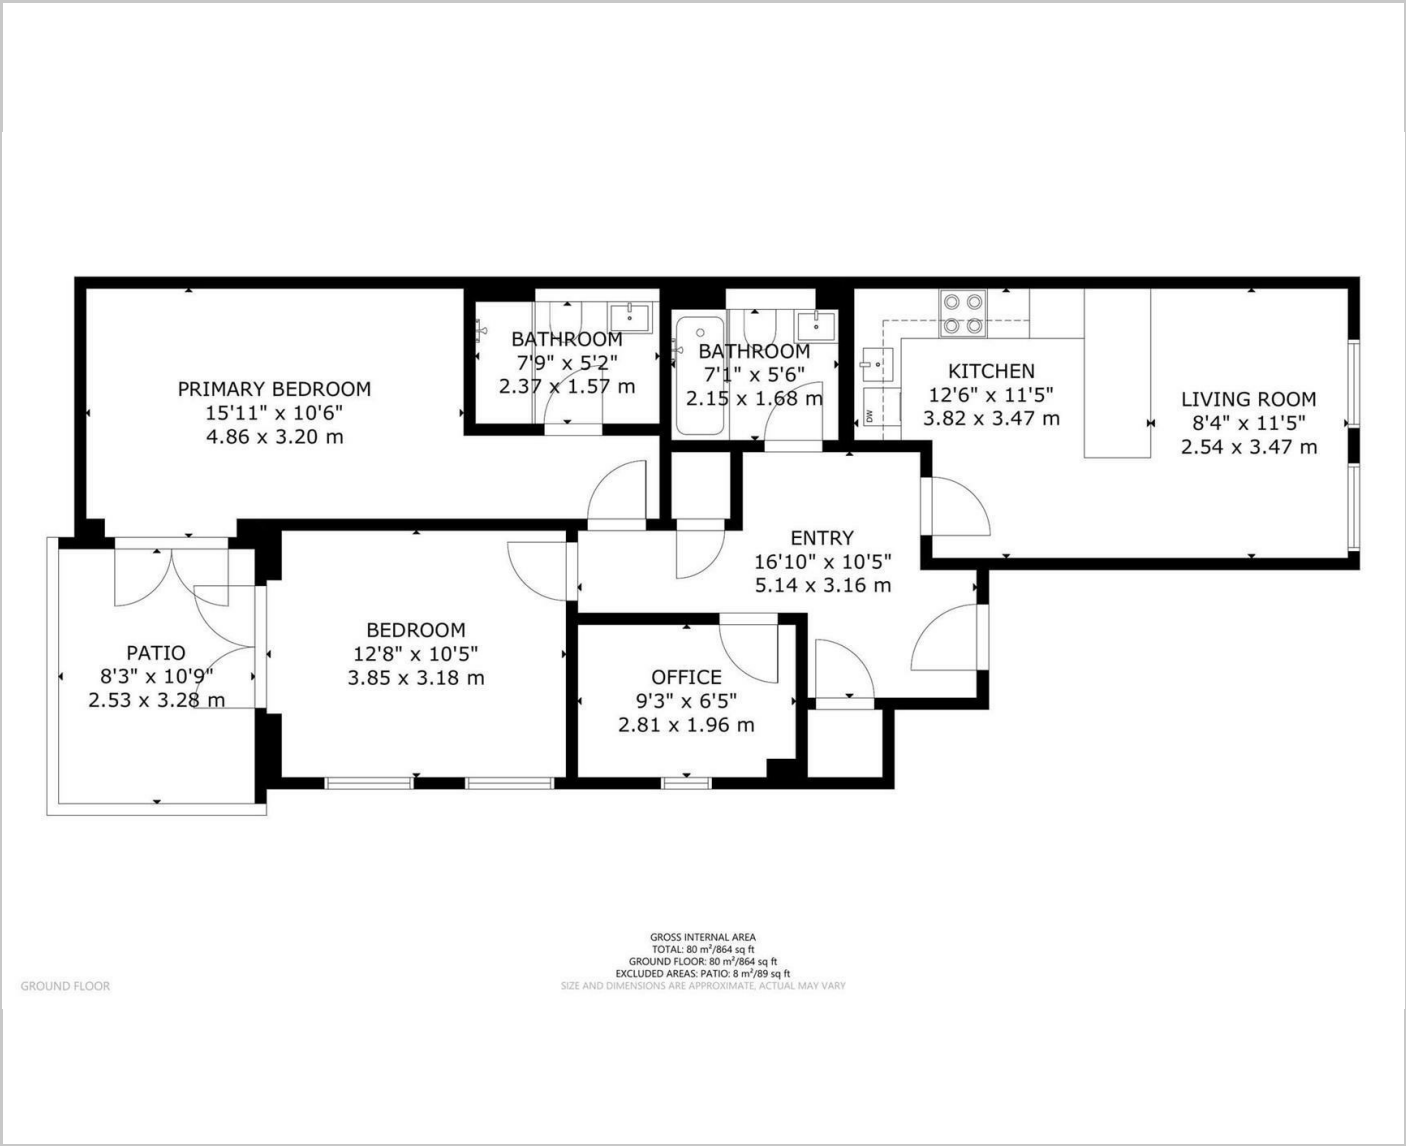 PRIMARY BEDROOM
15'11" x 10'6"
4.86 x 3.20 m
BATHROOM
7'9" x 5'2"
2.37 x 1.57 m
BATHROOM
7'1" x 5'6"
2.15 x 1.68 m
DW
KITCHEN
12'6" x 11'5"
3.82 x 3.47 m
LIVING ROOM
8'4" x 11'5"
2.54 x 3.47 m
ENTRY
16'10" x 10'5"
5.14 x 3.16 m
PATIO
8'3" x 10'9"
2.53 x 3.28 m
BEDROOM
12'8" x 10'5"
3.85 x 3.18 m
OFFICE
9'3" x 6'5"
2.81 x 1.96 m
GROSS INTERNAL AREA
TOTAL: 80 m²/864 sq ft
GROUND FLOOR: 80 m²/864 sq ft
EXCLUDED AREAS: PATIO: 8 m²/89 sq ft
SIZE AND DIMENSIONS ARE APPROXIMATE, ACTUAL MAY VARY
GROUND FLOOR